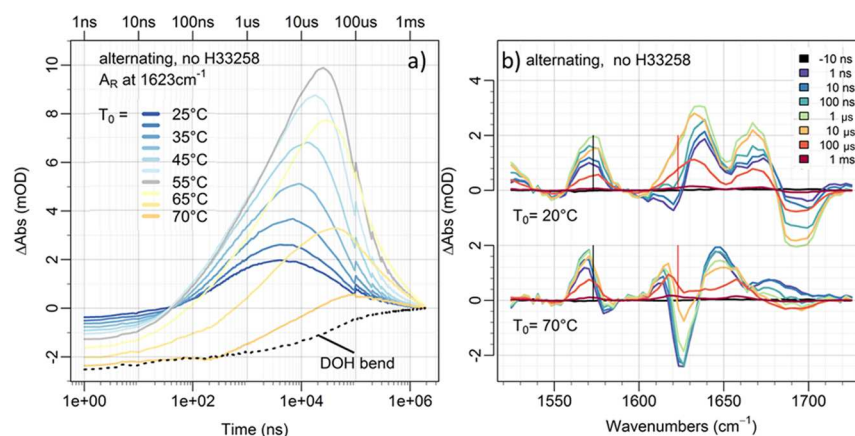 1ns 10ns 100ns 1us 10us 100us 1ms
alternating, no H33258
a)
A_R at 1623cm⁻¹
T₀ =
25°C
35°C
45°C
55°C
65°C
70°C
DOH bend
ΔAbs (mOD)
10
8
6
4
2
0
-2
1e+00 1e+02 1e+04 1e+06
Time (ns)
b)
alternating, no H33258
-10 ns
1 ns
10 ns
100 ns
1 µs
10 µs
100 µs
1 ms
T₀= 20°C
T₀= 70°C
ΔAbs (mOD)
4
2
0
2
0
-2
1550 1600 1650 1700
Wavenumbers (cm⁻¹)